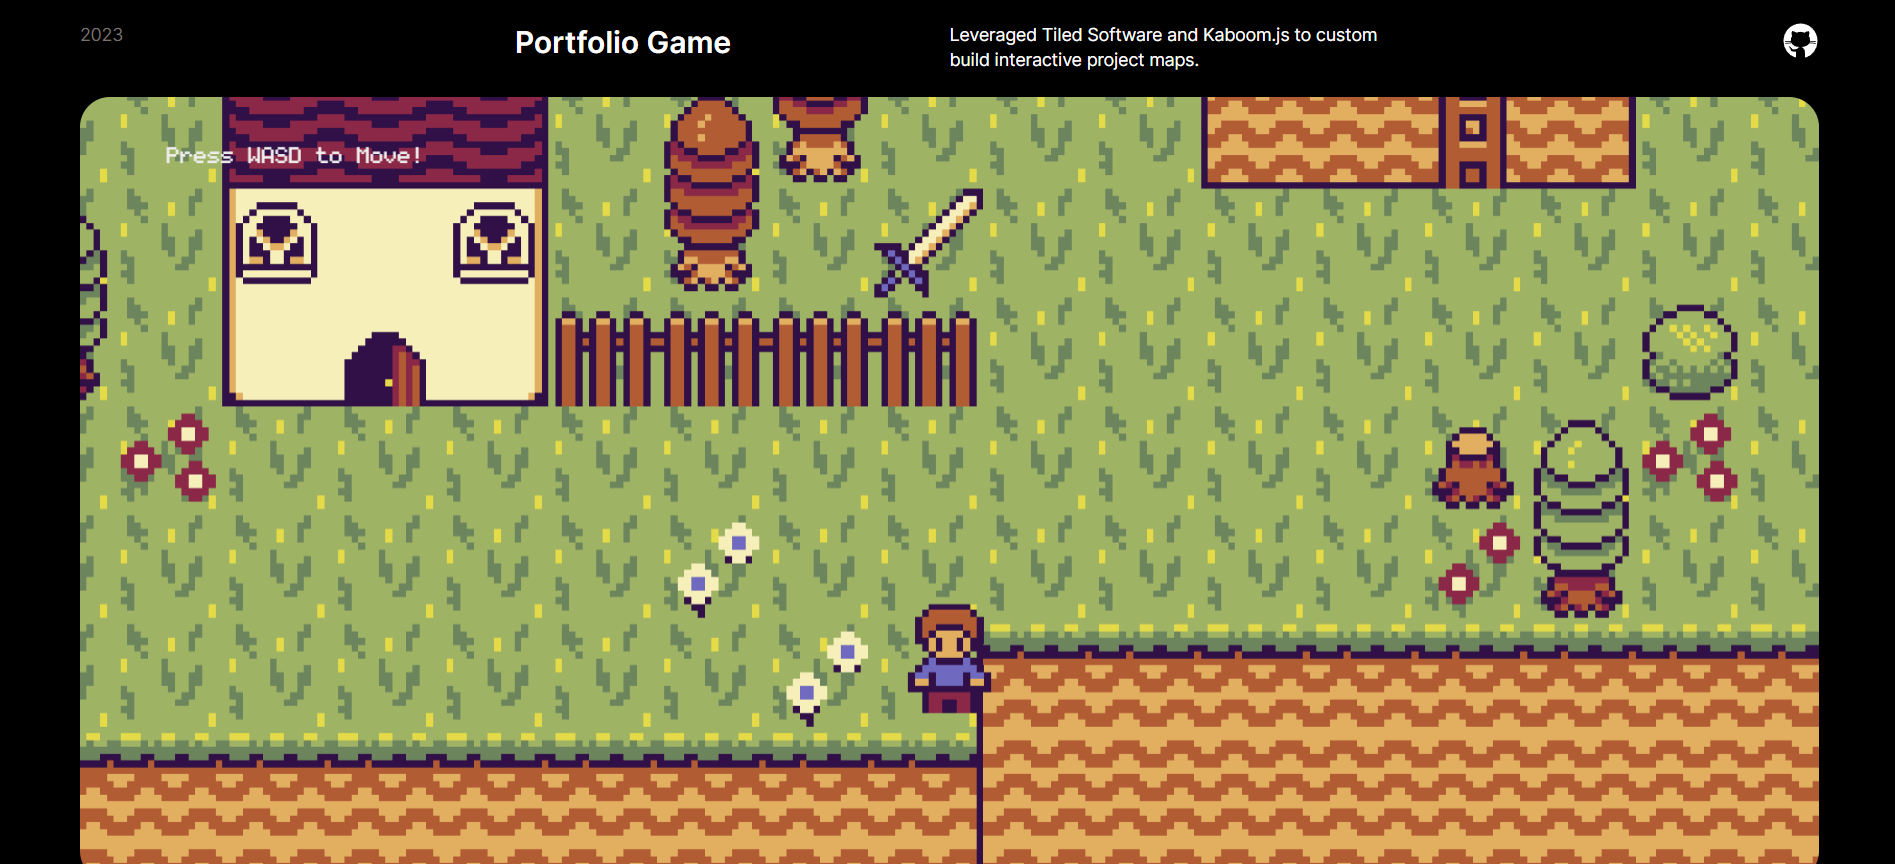 2023
Portfolio Game
Leveraged Tiled Software and Kaboom.js to custom
build interactive project maps.
Press WASD to Move!